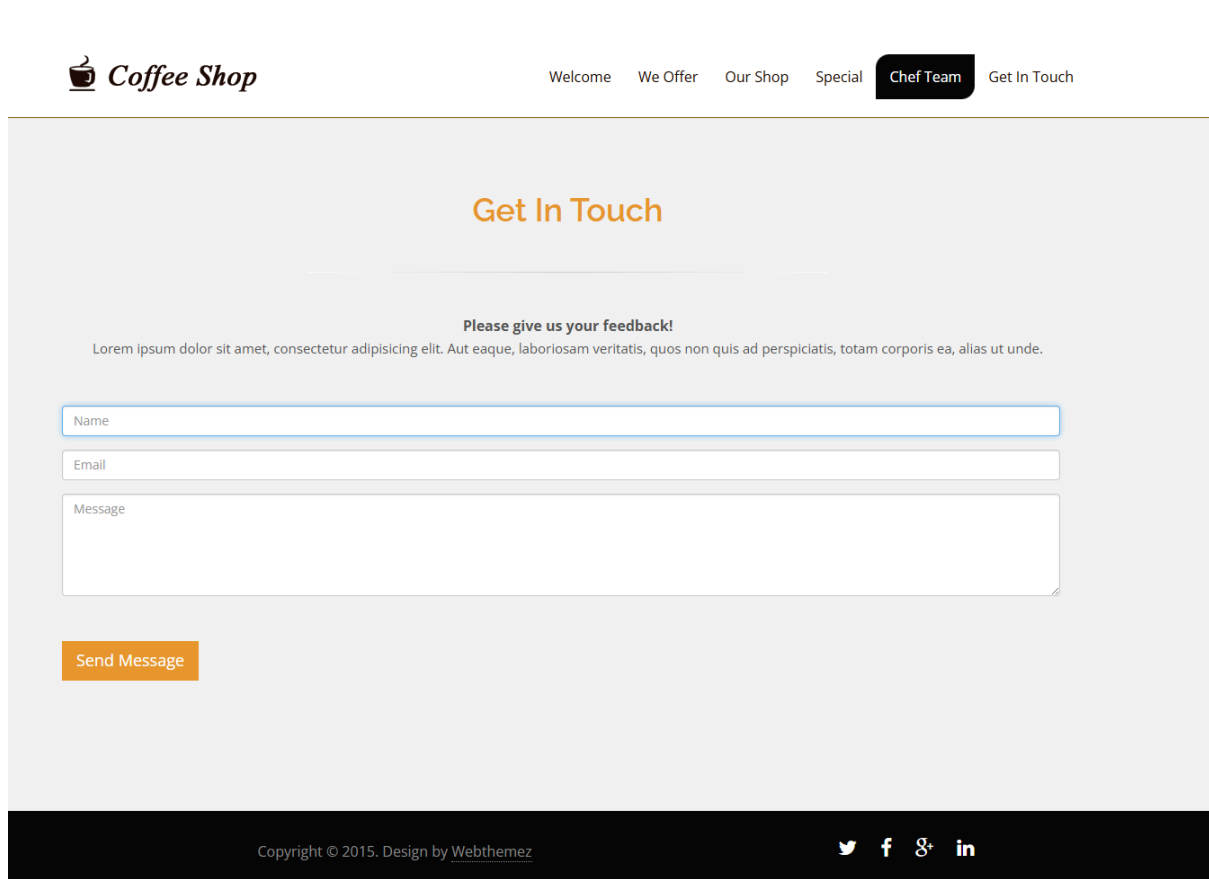 Coffee Shop
Welcome We Offer Our Shop Special Chef Team Get In Touch
Get In Touch
Please give us your feedback!
Lorem ipsum dolor sit amet, consectetur adipisicing elit. Aut eaque, laboriosam veritatis, quos non quis ad perspiciatis, totam corporis ea, alias ut unde.
Name
Email
Message
Send Message
Copyright © 2015. Design by Webthemez